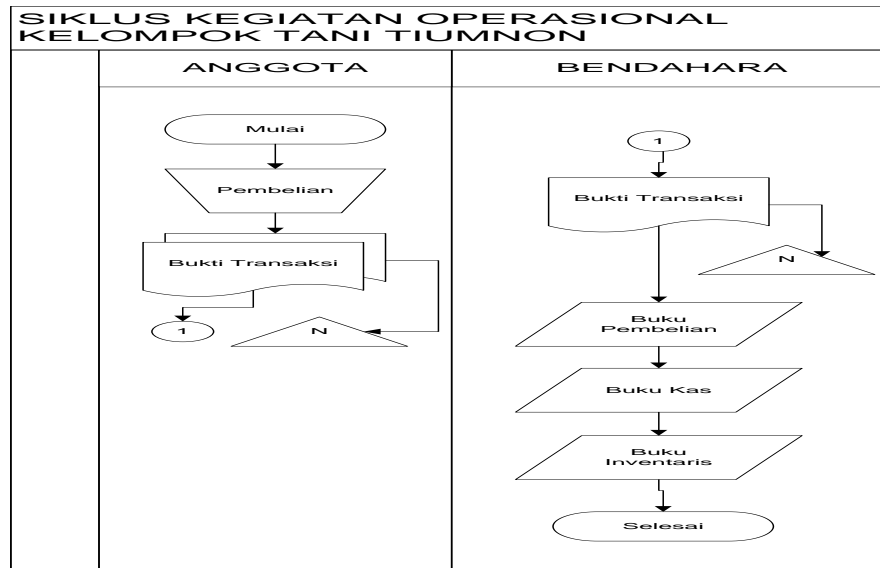 SIKLUS KEGIATAN OPERASIONAL
KELOMPOK TANI TIUMNON
ANGGOTA
Mulai
Pembelian
Bukti Transaksi
1
N
BENDAHARA
1
Bukti Transaksi
N
Buku
Pembelian
Buku Kas
Buku
Inventaris
Selesai